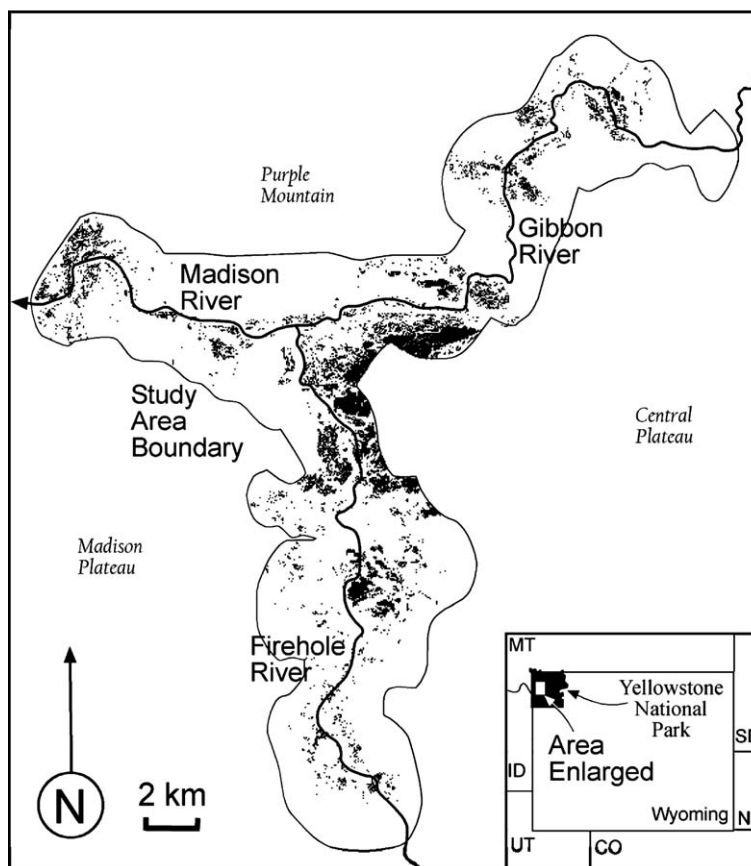 Purple
Mountain
Gibbon
River
Madison
River
Study
Area
Boundary
Central
Plateau
Madison
Plateau
Firehole
River
MT
Yellowstone
National
Park
Area
Enlarged
ID
Wyoming
UT
CO
N
2 km